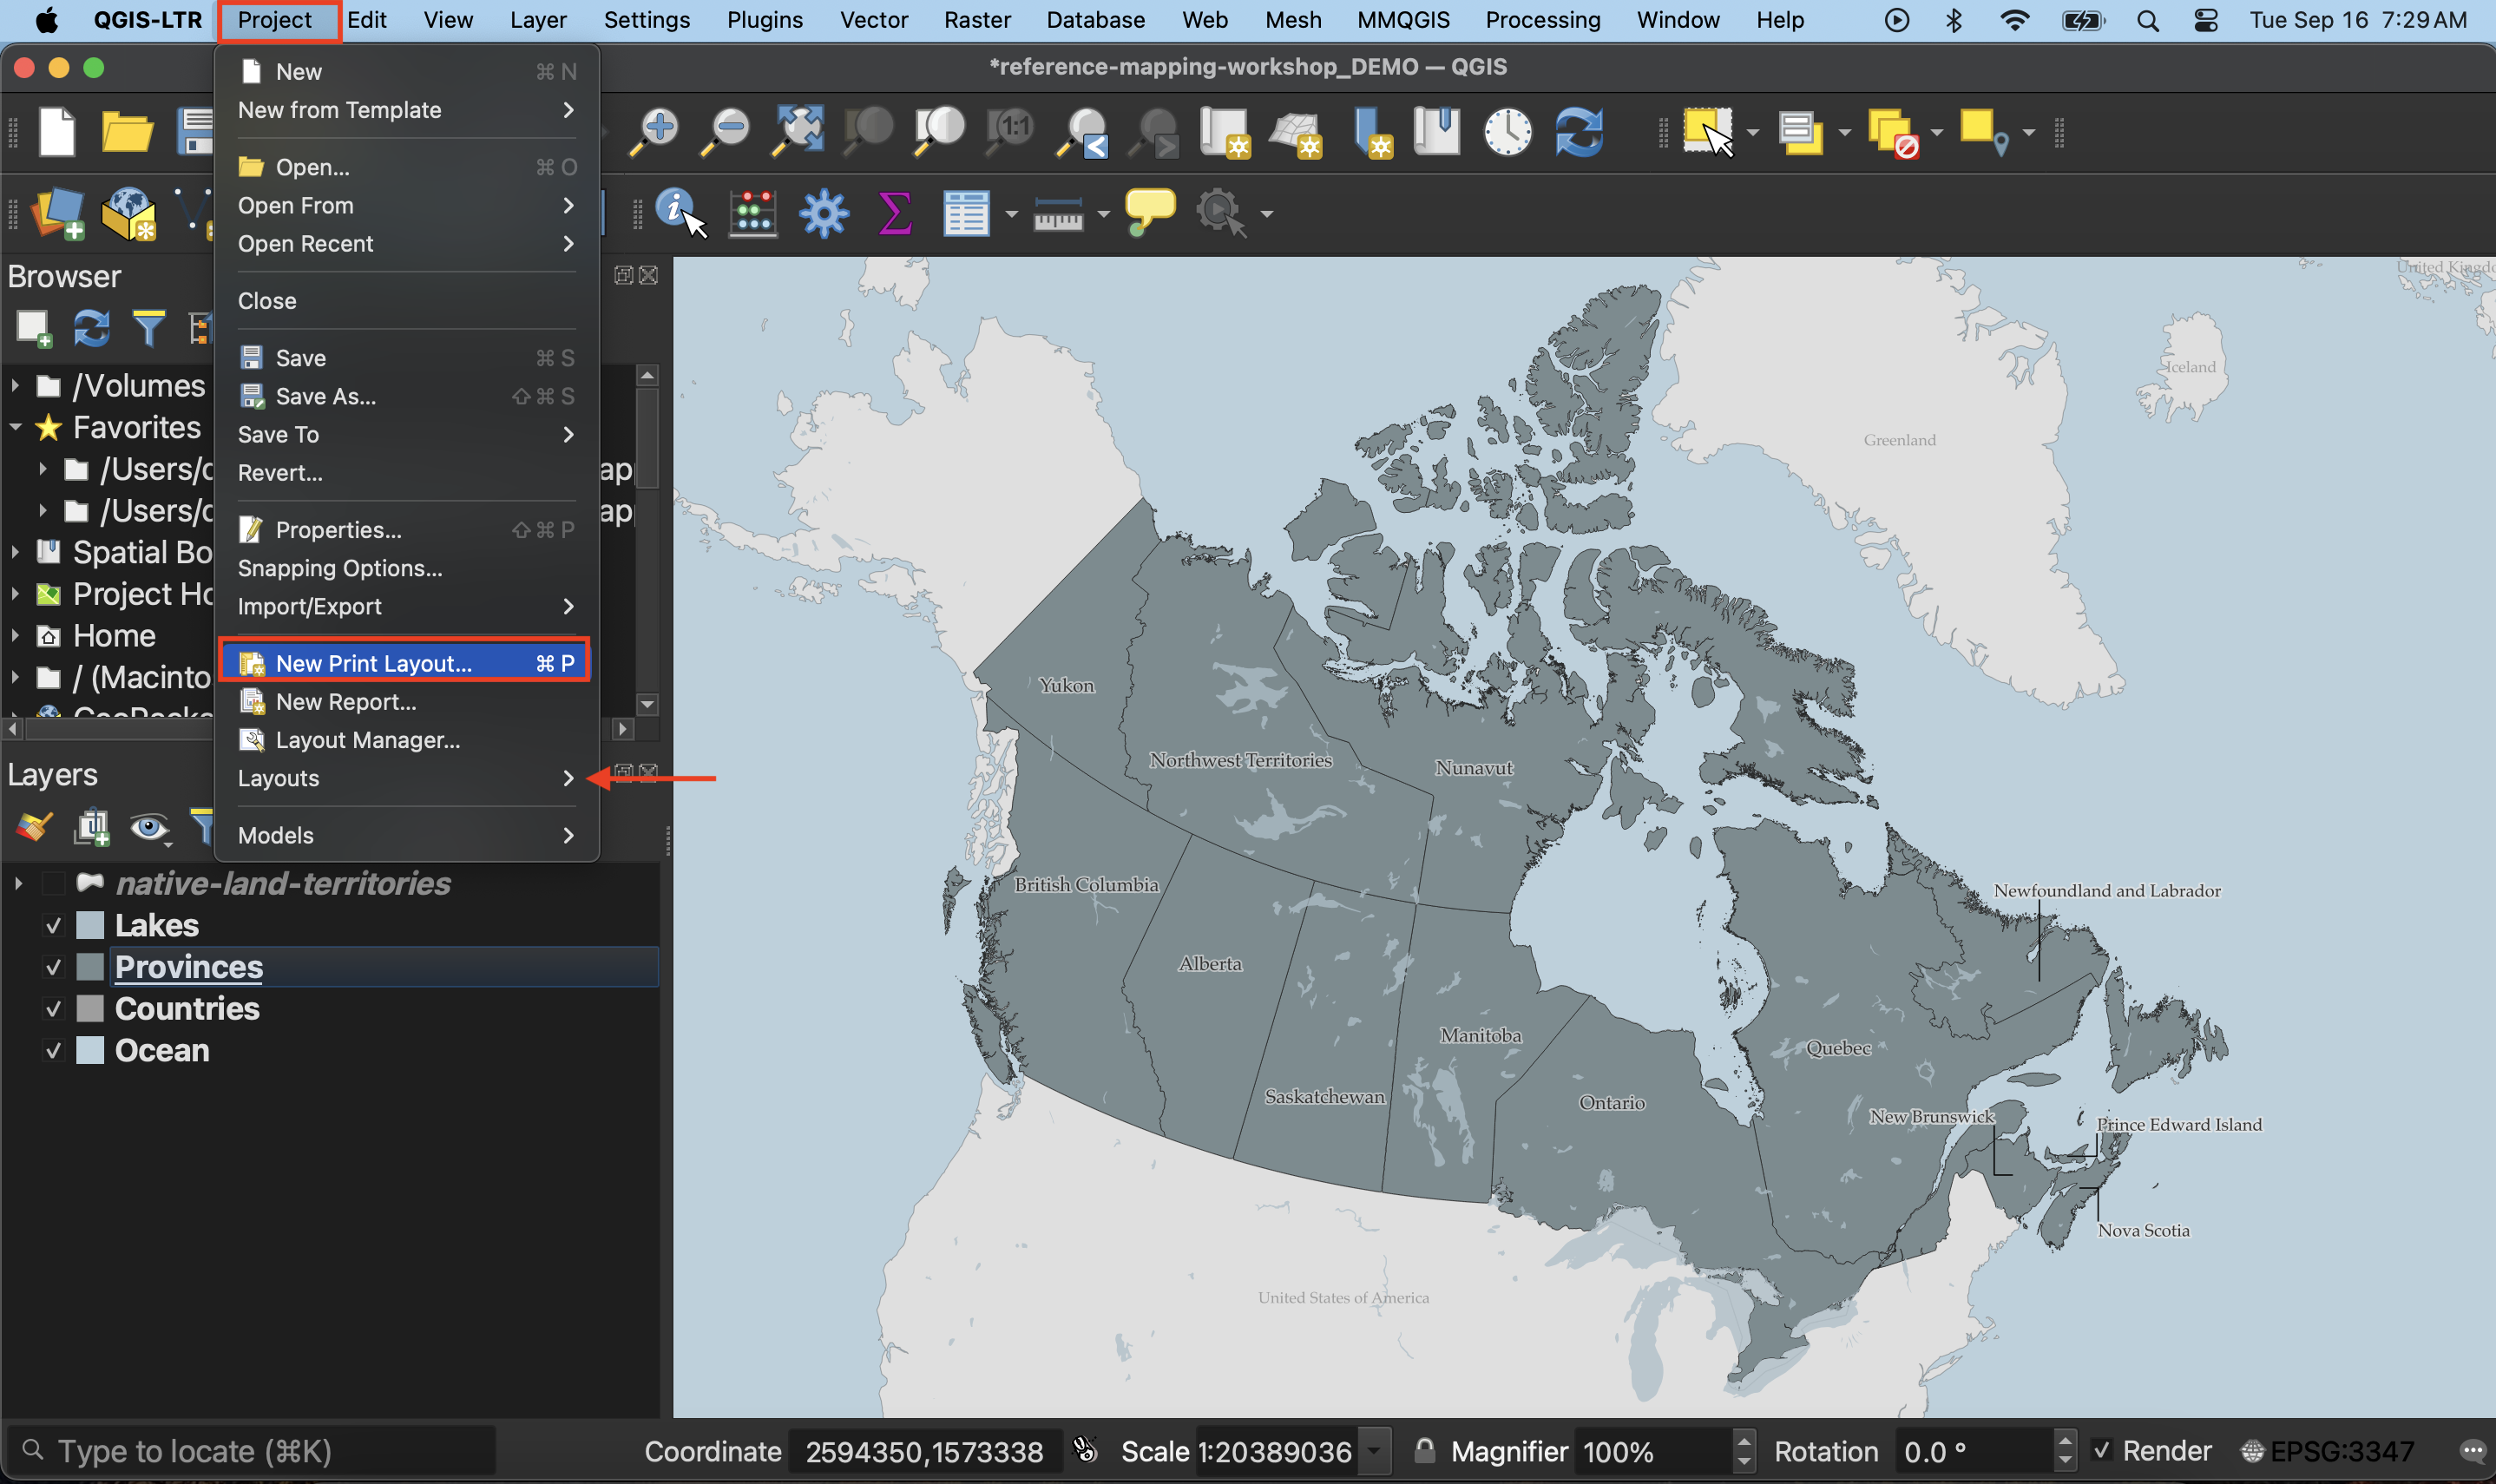 QGIS-LTR Project Edit View Layer Settings Plugins Vector Raster Database Web Mesh MMQGIS Processing Window Help Tue Sep 16 7:29 AM
*reference-mapping-workshop_DEMO — QGIS
New ⌘ N
New from Template
Open... ⌘ O
Open From
Open Recent
Close
Save ⌘ S
Save As... ⇧ ⌘ S
Save To
Revert...
Properties... ⇧ ⌘ P
Snapping Options...
Import/Export
New Print Layout... ⌘ P
New Report...
Layout Manager...
Layouts
Models
1:1
Browser
/Volumes
Favorites
/Users/
/Users/
Spatial Bo
Project Ho
Home
/ (Macinto
Layers
native-land-territories
Lakes
Provinces
Countries
Ocean
Iceland
Greenland
Yukon
Northwest Territories
Nunavut
British Columbia
Newfoundland and Labrador
Alberta
Manitoba
Quebec
Saskatchewan
Ontario
New Brunswick
Prince Edward Island
Nova Scotia
United States of America
Type to locate (⌘K) Coordinate 2594350,1573338 Scale 1:20389036 Magnifier 100% Rotation 0.0 ° Render EPSG:3347